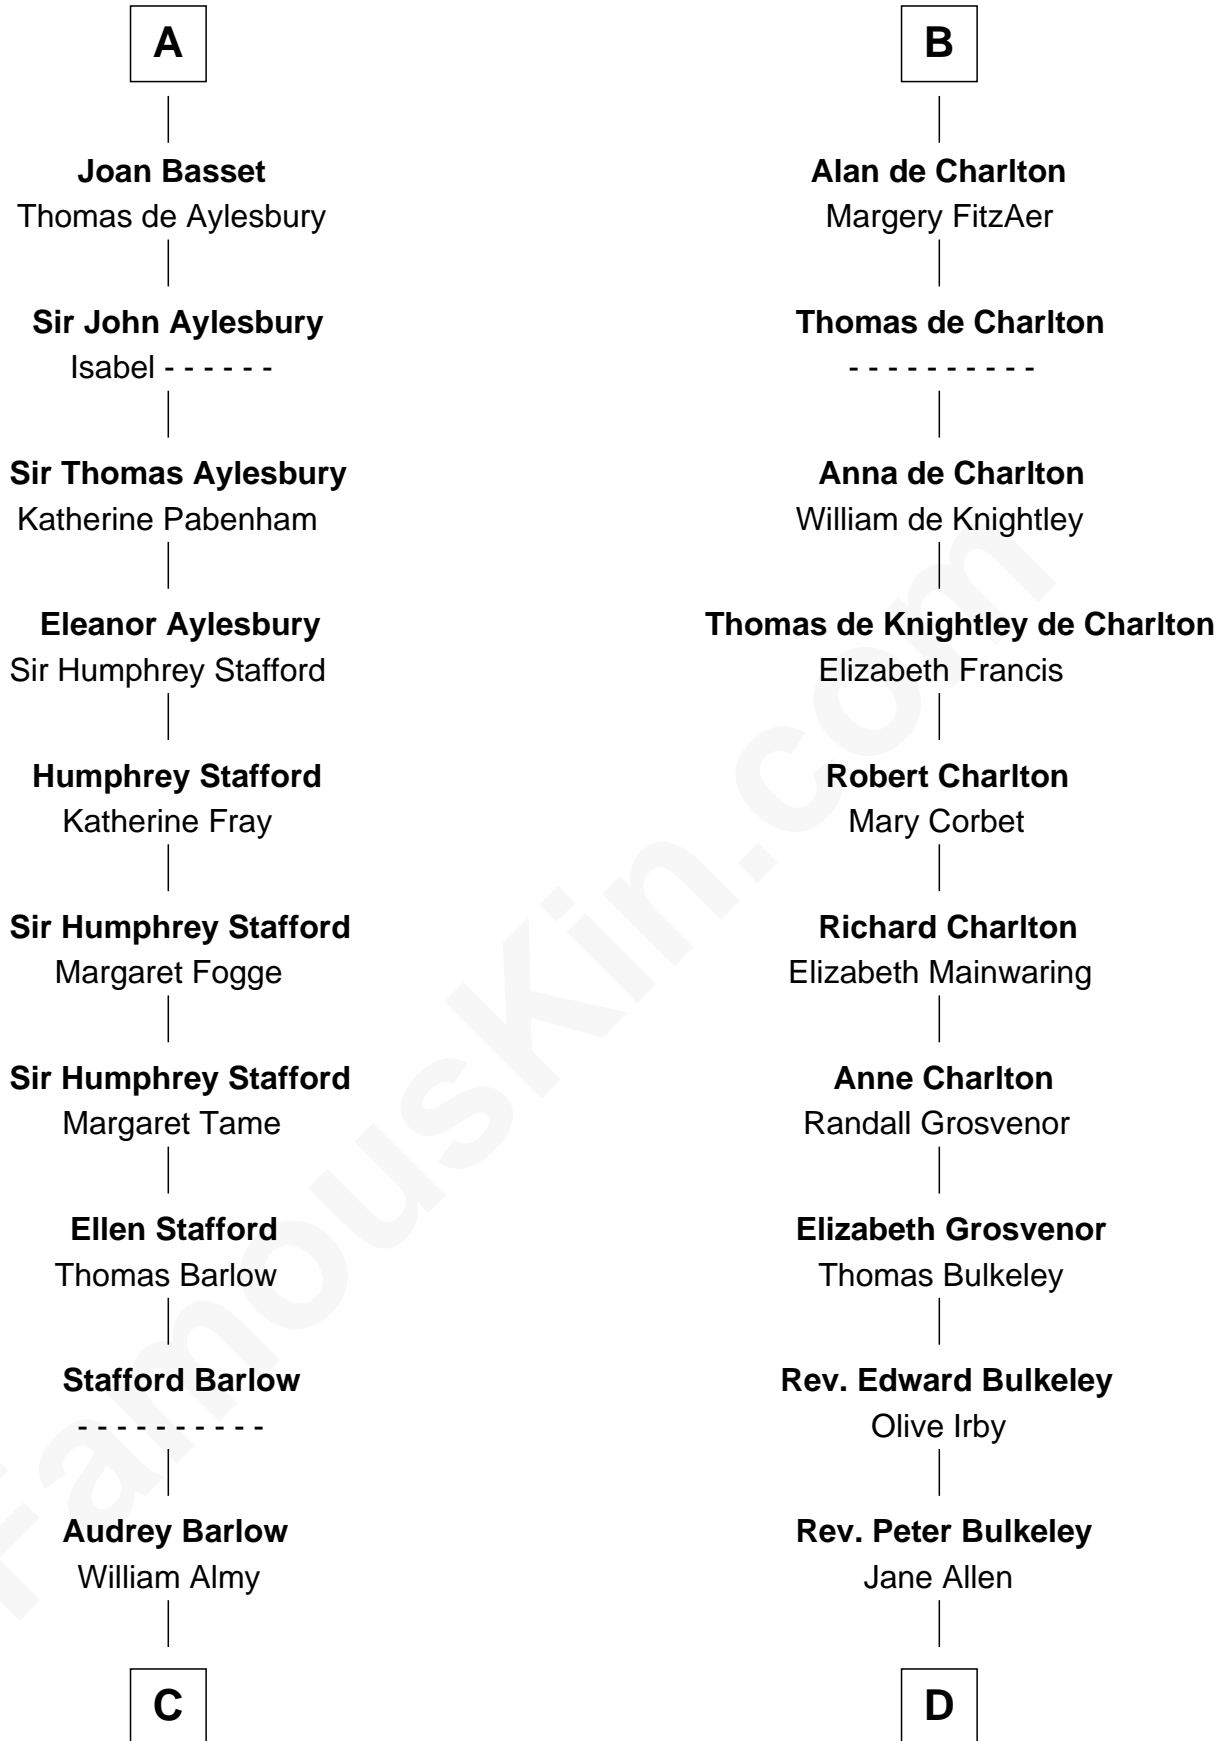 A
Joan Basset
Thomas de Aylesbury
Sir John Aylesbury
Isabel - - - - - -
Sir Thomas Aylesbury
Katherine Pabenham
Eleanor Aylesbury
Sir Humphrey Stafford
Humphrey Stafford
Katherine Fray
Sir Humphrey Stafford
Margaret Fogge
Sir Humphrey Stafford
Margaret Tame
Ellen Stafford
Thomas Barlow
Stafford Barlow
- - - - - - - - - -
Audrey Barlow
William Almy
C
B
Alan de Charlton
Margery FitzAer
Thomas de Charlton
- - - - - - - - - -
Anna de Charlton
William de Knightley
Thomas de Knightley de Charlton
Elizabeth Francis
Robert Charlton
Mary Corbet
Richard Charlton
Elizabeth Mainwaring
Anne Charlton
Randall Grosvenor
Elizabeth Grosvenor
Thomas Bulkeley
Rev. Edward Bulkeley
Olive Irby
Rev. Peter Bulkeley
Jane Allen
D
FamousKin.com